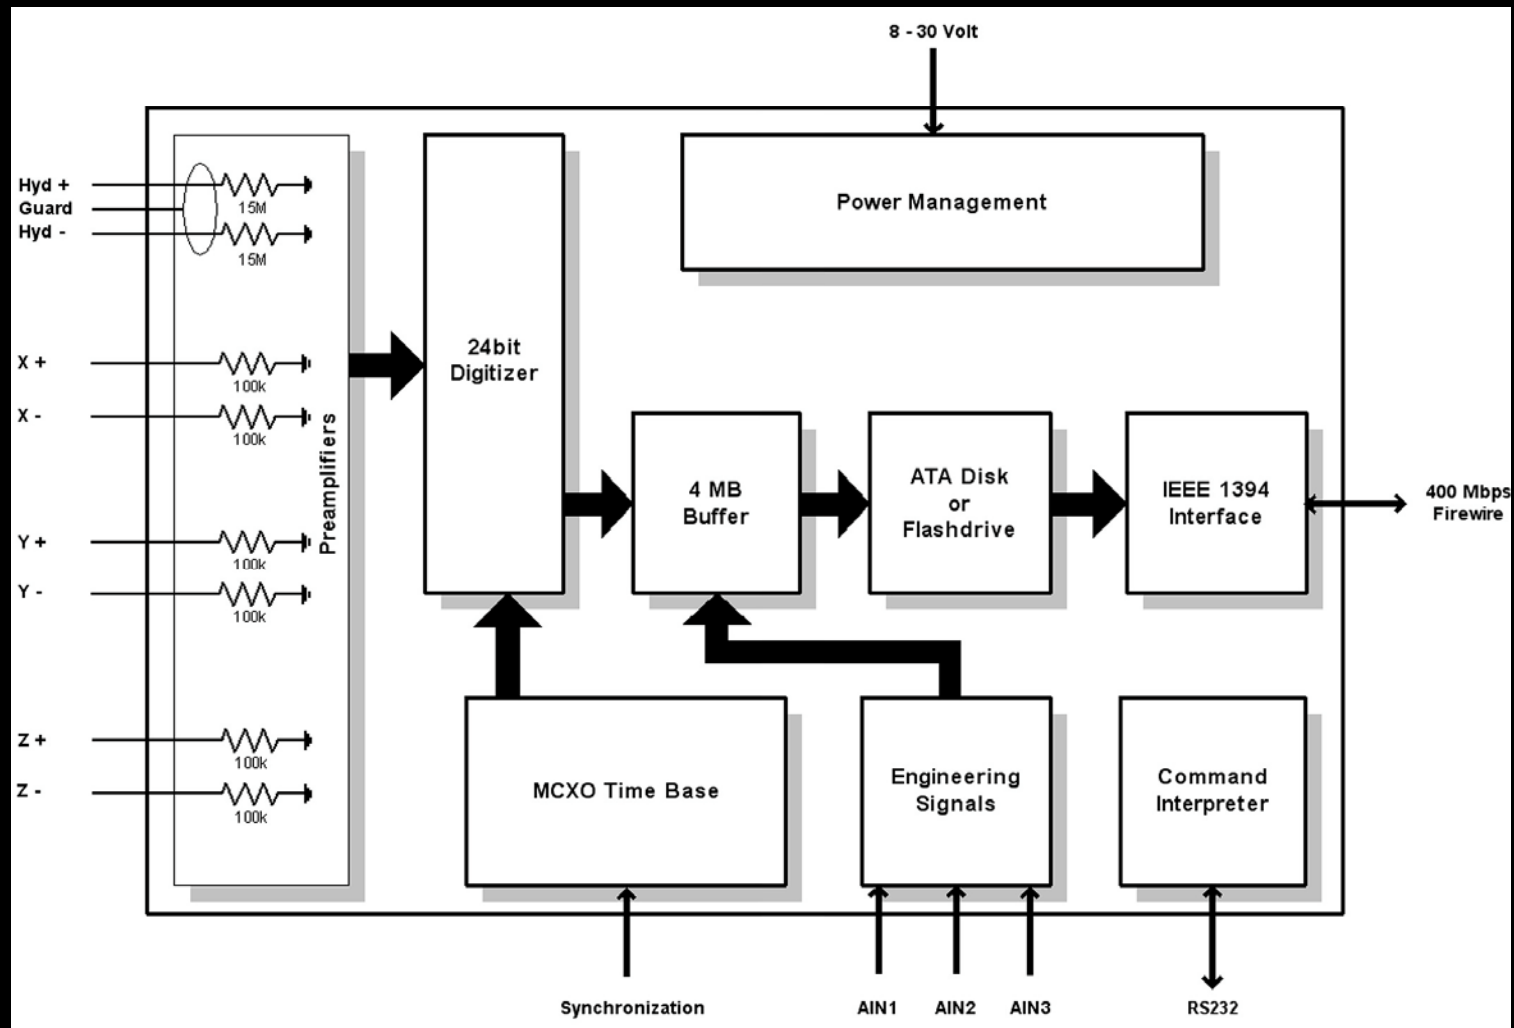 8 - 30 Volt
Hyd +
Guard
Hyd -
15M
15M
Power Management
X +
X -
100k
100k
Y +
Y -
100k
100k
Z +
Z -
100k
100k
Preamplifiers
24bit
Digitizer
4 MB
Buffer
ATA Disk
or
Flashdrive
IEEE 1394
Interface
400 Mbps
Firewire
MCXO Time Base
Engineering
Signals
Command
Interpreter
Synchronization
AIN1
AIN2
AIN3
RS232